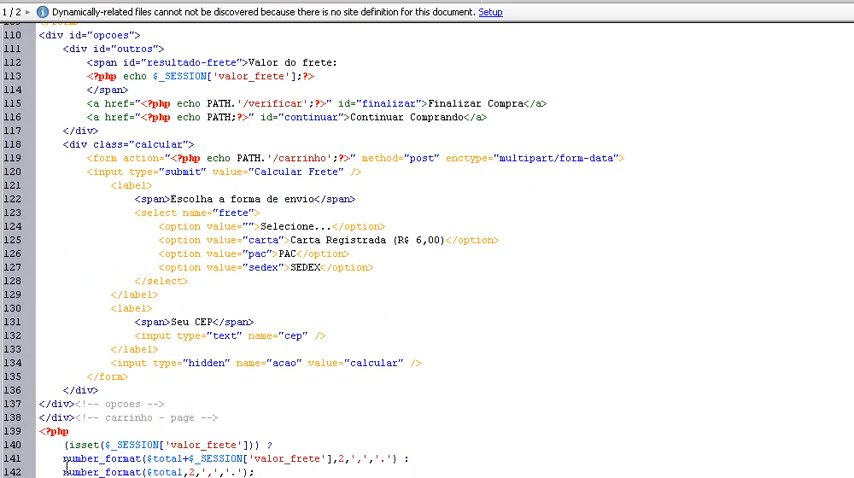 1 / 2 Dynamically-related files cannot not be discovered because there is no site definition for this document. Setup
110 <div id="opcoes">
111 <div id="outros">
112 <span id="resultado-frete">Valor do frete:
113 <?php echo $_SESSION['valor_frete'];?>
114 </span>
115 <a href="<?php echo PATH.'/verificar';?>" id="finalizar">Finalizar Compra</a>
116 <a href="<?php echo PATH;?>" id="continuar">Continuar Comprando</a>
117 </div>
118 <div class="calcular">
119 <form action="<?php echo PATH.'/carrinho';?>" method="post" enctype="multipart/form-data">
120 <input type="submit" value="Calcular Frete" />
121 <label>
122 <span>Escolha a forma de envio</span>
123 <select name="frete">
124 <option value="">Selecione...</option>
125 <option value="carta">Carta Registrada (R$ 6,00)</option>
126 <option value="pac">PAC</option>
127 <option value="sedex">SEDEX</option>
128 </select>
129 </label>
130 <label>
131 <span>Seu CEP</span>
132 <input type="text" name="cep" />
133 </label>
134 <input type="hidden" name="acao" value="calcular" />
135 </form>
136 </div>
137 </div><!-- opcoes -->
138 </div><!-- carrinho - page -->
139 <?php
140 (isset($_SESSION['valor_frete'])) ?
141 number_format($total+$_SESSION['valor_frete'],2,',','.') :
142 number_format($total,2,',','.');